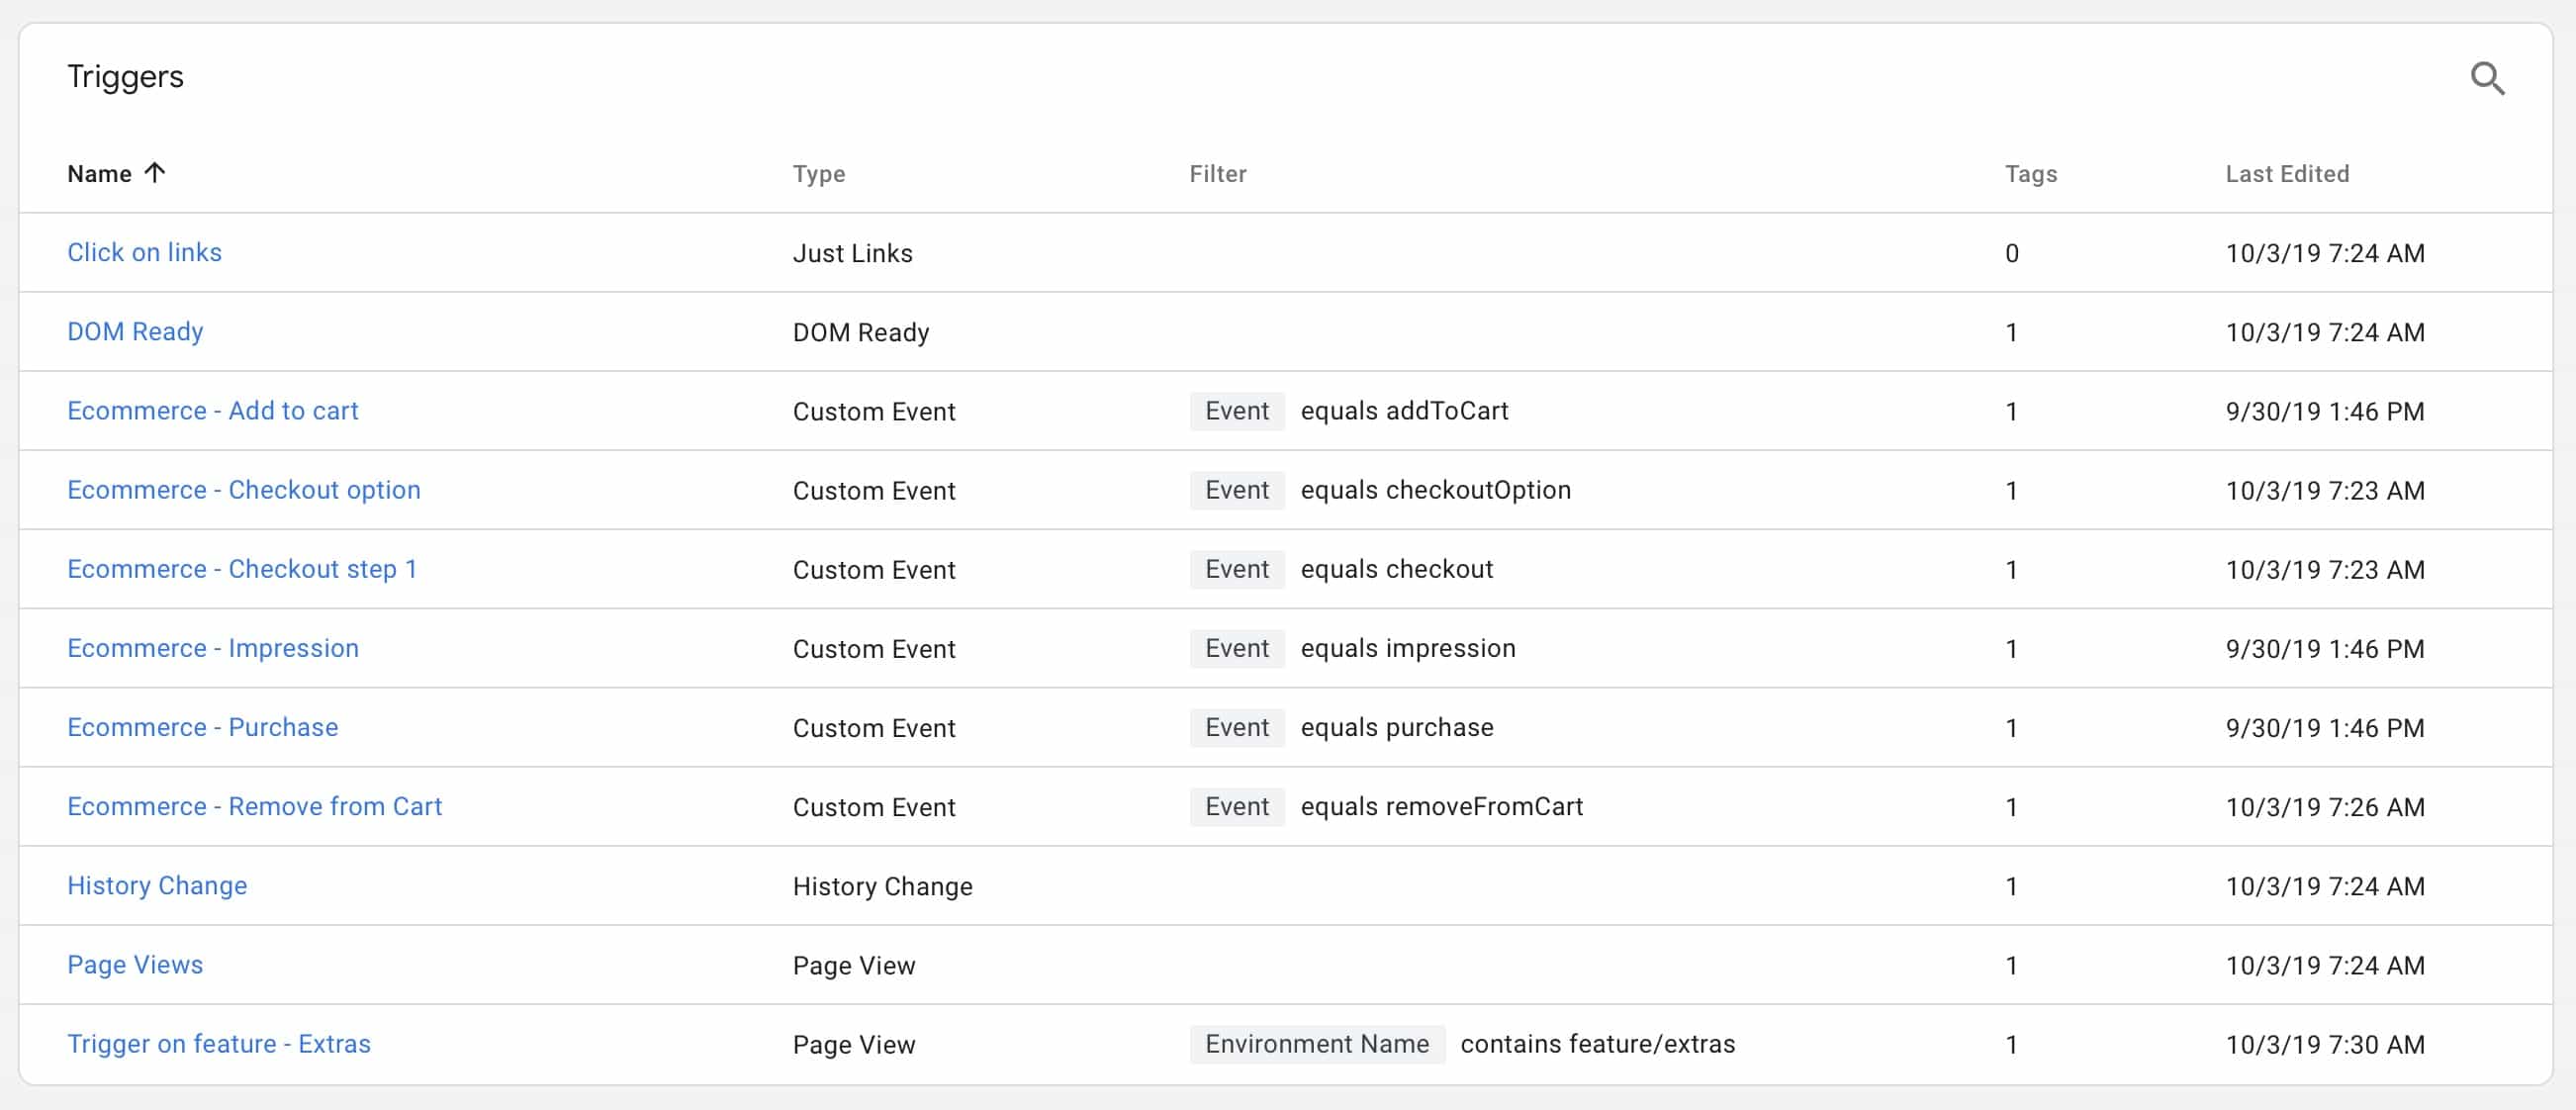 Triggers
Name Type Filter Tags Last Edited
Click on links Just Links 0 10/3/19 7:24 AM
DOM Ready DOM Ready 1 10/3/19 7:24 AM
Ecommerce - Add to cart Custom Event Event equals addToCart 1 9/30/19 1:46 PM
Ecommerce - Checkout option Custom Event Event equals checkoutOption 1 10/3/19 7:23 AM
Ecommerce - Checkout step 1 Custom Event Event equals checkout 1 10/3/19 7:23 AM
Ecommerce - Impression Custom Event Event equals impression 1 9/30/19 1:46 PM
Ecommerce - Purchase Custom Event Event equals purchase 1 9/30/19 1:46 PM
Ecommerce - Remove from Cart Custom Event Event equals removeFromCart 1 10/3/19 7:26 AM
History Change History Change 1 10/3/19 7:24 AM
Page Views Page View 1 10/3/19 7:24 AM
Trigger on feature - Extras Page View Environment Name contains feature/extras 1 10/3/19 7:30 AM